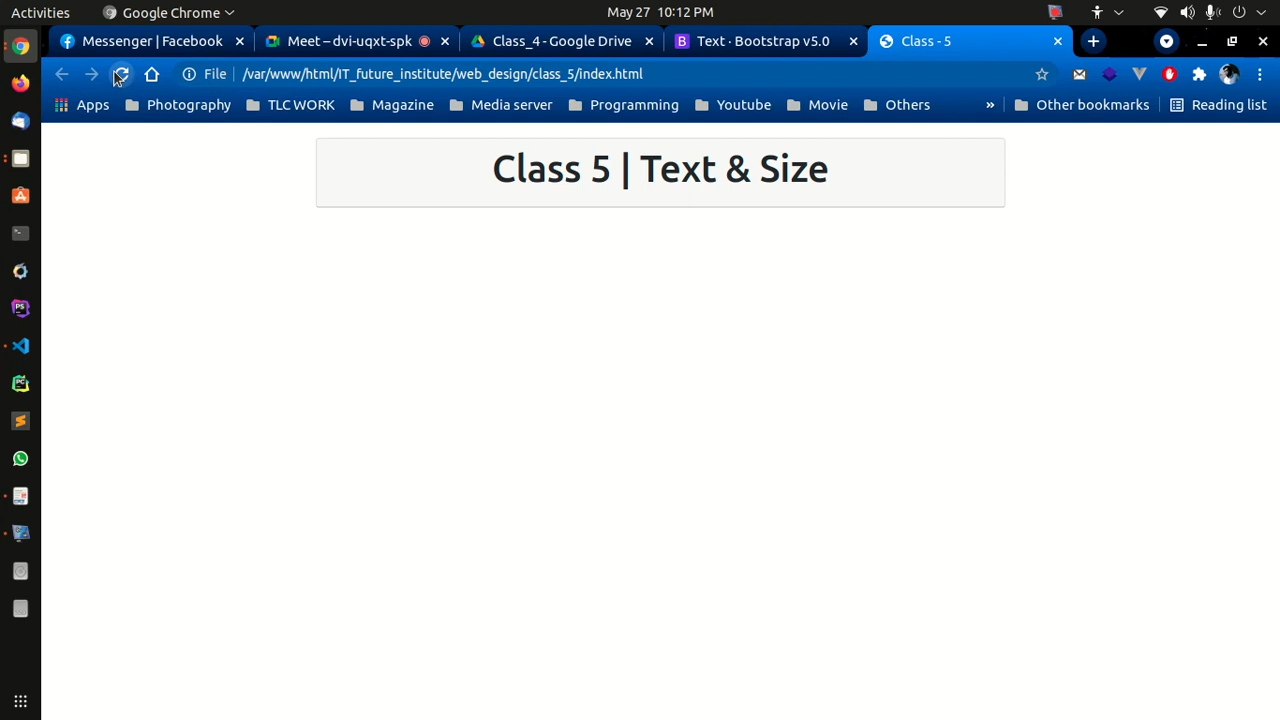 Activities Google Chrome May 27 10:12 PM
Messenger | Facebook Meet – dvi-uqxt-spk Class_4 - Google Drive Text · Bootstrap v5.0 Class - 5
File /var/www/html/IT_future_institute/web_design/class_5/index.html
Apps Photography TLC WORK Magazine Media server Programming Youtube Movie Others » Other bookmarks Reading list
Class 5 | Text & Size